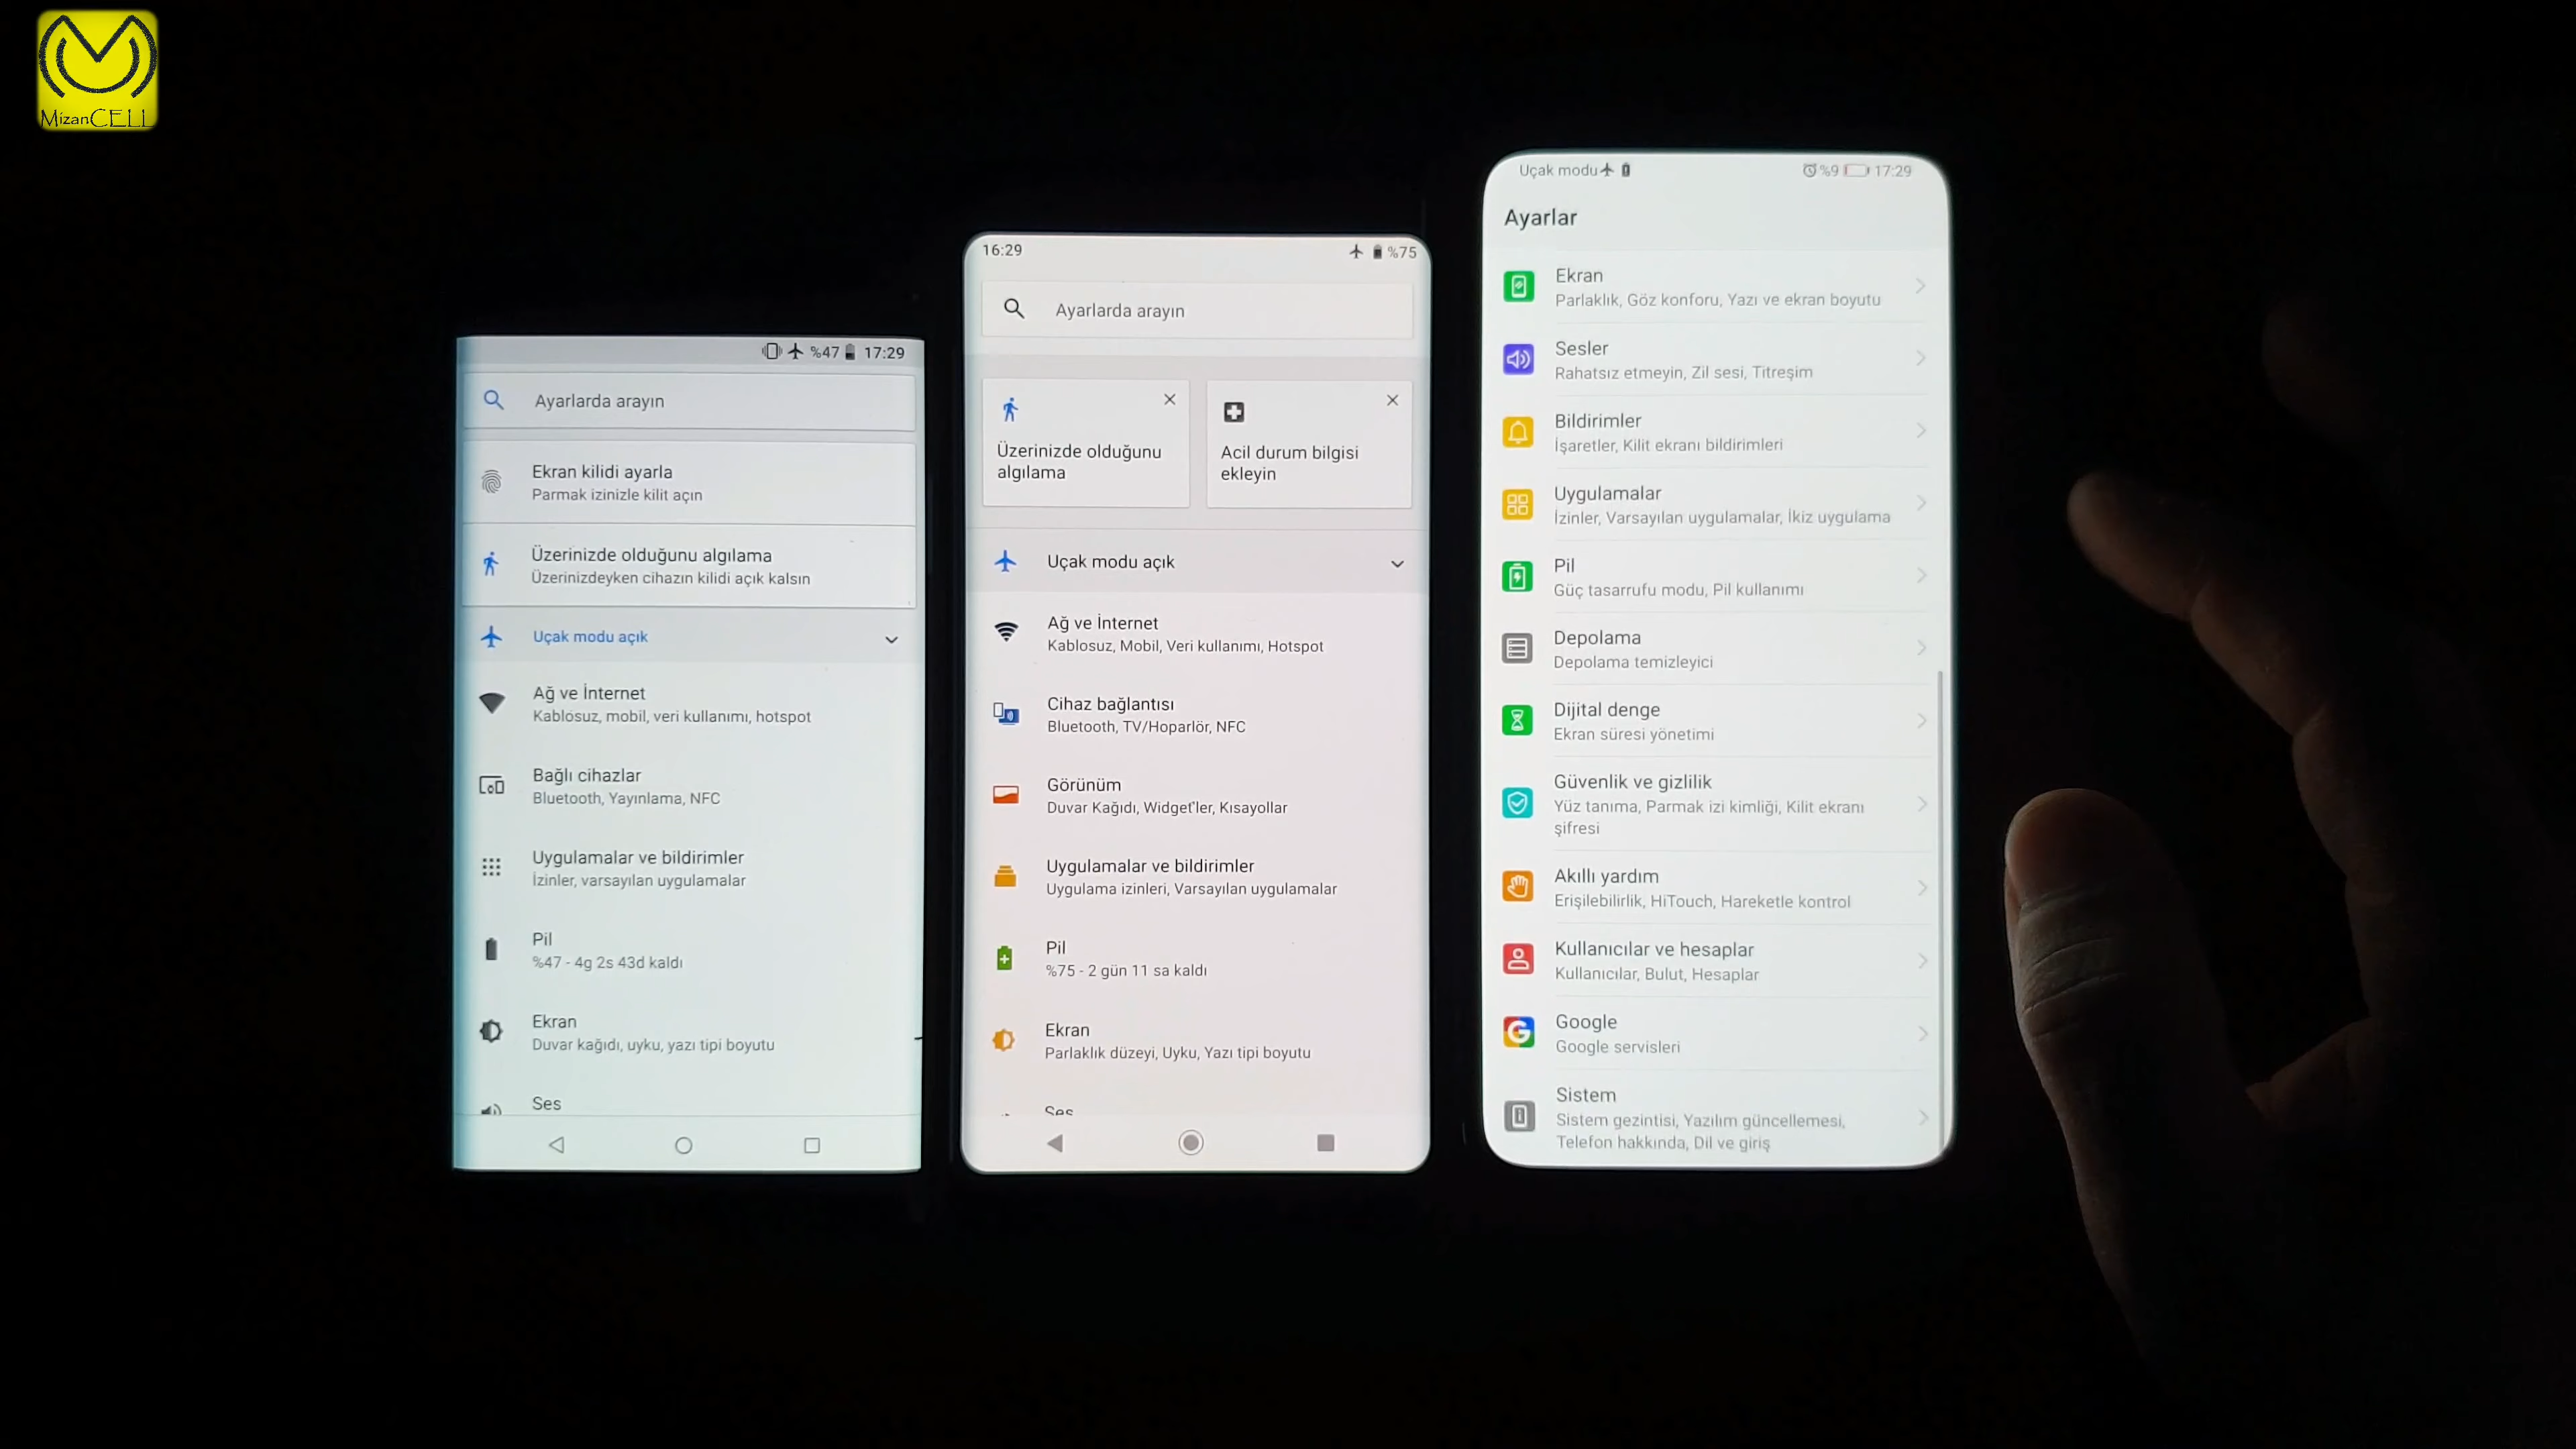 MizanCELL
%47 17:29
Ayarlarda arayın
Ekran kilidi ayarla
Parmak izinizle kilit açın
Üzerinizde olduğunu algılama
Üzerinizdeyken cihazın kilidi açık kalsın
Uçak modu açık
Ağ ve İnternet
Kablosuz, mobil, veri kullanımı, hotspot
Bağlı cihazlar
Bluetooth, Yayınlama, NFC
Uygulamalar ve bildirimler
İzinler, varsayılan uygulamalar
Pil
%47 - 4g 2s 43d kaldı
Ekran
Duvar kağıdı, uyku, yazı tipi boyutu
Ses
16:29 %75
Ayarlarda arayın
Üzerinizde olduğunu
algılama
Acil durum bilgisi
ekleyin
Uçak modu açık
Ağ ve İnternet
Kablosuz, Mobil, Veri kullanımı, Hotspot
Cihaz bağlantısı
Bluetooth, TV/Hoparlör, NFC
Görünüm
Duvar Kağıdı, Widget'ler, Kısayollar
Uygulamalar ve bildirimler
Uygulama izinleri, Varsayılan uygulamalar
Pil
%75 - 2 gün 11 sa kaldı
Ekran
Parlaklık düzeyi, Uyku, Yazı tipi boyutu
Ses
Uçak modu %9 17:29
Ayarlar
Ekran
Parlaklık, Göz konforu, Yazı ve ekran boyutu
Sesler
Rahatsız etmeyin, Zil sesi, Titreşim
Bildirimler
İşaretler, Kilit ekranı bildirimleri
Uygulamalar
İzinler, Varsayılan uygulamalar, İkiz uygulama
Pil
Güç tasarrufu modu, Pil kullanımı
Depolama
Depolama temizleyici
Dijital denge
Ekran süresi yönetimi
Güvenlik ve gizlilik
Yüz tanıma, Parmak izi kimliği, Kilit ekranı
şifresi
Akıllı yardım
Erişilebilirlik, HiTouch, Hareketle kontrol
Kullanıcılar ve hesaplar
Kullanıcılar, Bulut, Hesaplar
Google
Google servisleri
Sistem
Sistem gezintisi, Yazılım güncellemesi,
Telefon hakkında, Dil ve giriş